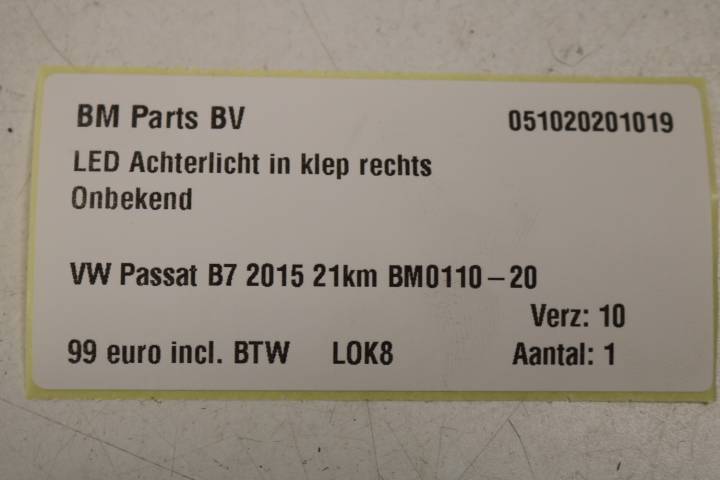 BM Parts BV 051020201019
LED Achterlicht in klep rechts
Onbekend
VW Passat B7 2015 21km BM0110-20
Verz: 10
99 euro incl. BTW LOK8 Aantal: 1